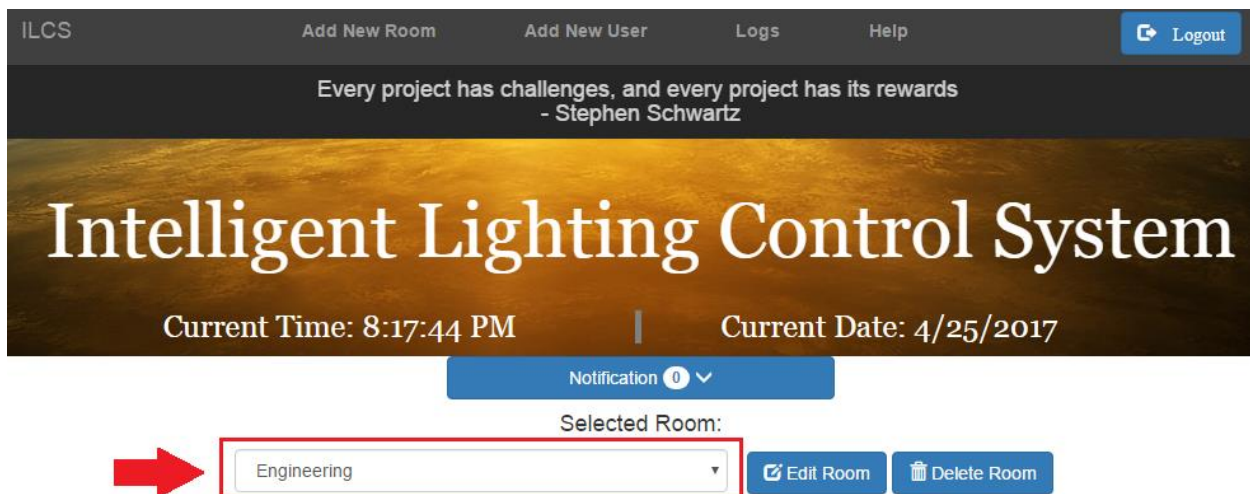 ILCS Add New Room Add New User Logs Help Logout
Every project has challenges, and every project has its rewards
- Stephen Schwartz
Intelligent Lighting Control System
Current Time: 8:17:44 PM | Current Date: 4/25/2017
Notification 0
Selected Room:
Engineering Edit Room Delete Room